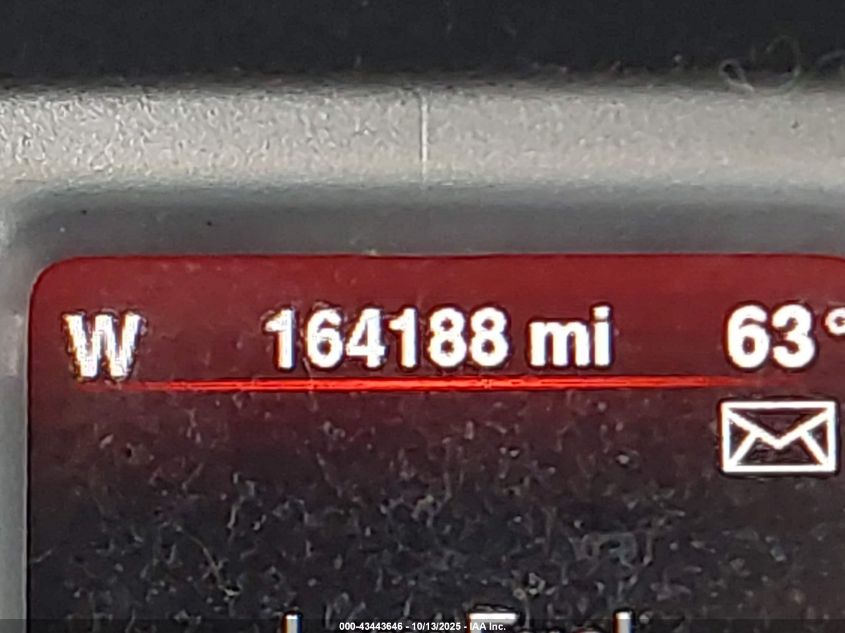 W 164188 mi 63°
000-43443646 - 10/13/2025 - IAA Inc.